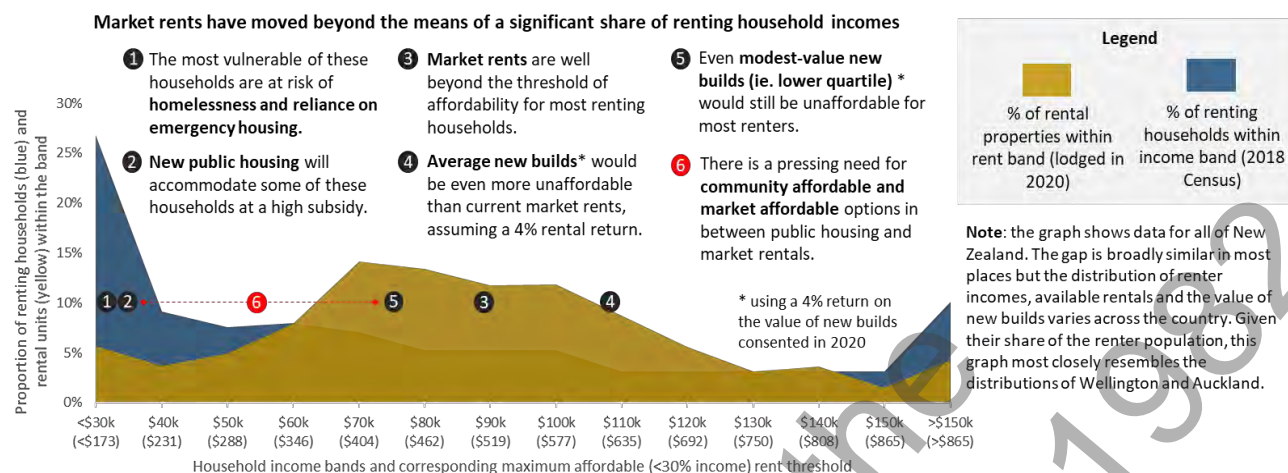 Market rents have moved beyond the means of a significant share of renting household incomes
1 The most vulnerable of these
households are at risk of
homelessness and reliance on
emergency housing.
2 New public housing will
accommodate some of these
households at a high subsidy.
3 Market rents are well
beyond the threshold of
affordability for most renting
households.
4 Average new builds* would
be even more unaffordable
than current market rents,
assuming a 4% rental return.
5 Even modest-value new
builds (ie. lower quartile) *
would still be unaffordable for
most renters.
6 There is a pressing need for
community affordable and
market affordable options in
between public housing and
market rentals.
* using a 4% return on
the value of new builds
consented in 2020
Proportion of renting households (blue) and
rental units (yellow) within the band
30%
25%
20%
15%
10%
5%
0%
1 2 6 5 3 4
<$30k $40k $50k $60k $70k $80k $90k $100k $110k $120k $130k $140k $150k >$150k
(<$173) ($231) ($288) ($346) ($404) ($462) ($519) ($577) ($635) ($692) ($750) ($808) ($865) (>$865)
Household income bands and corresponding maximum affordable (<30% income) rent threshold
Legend
% of rental
properties within
rent band (lodged in
2020)
% of renting
households within
income band (2018
Census)
Note: the graph shows data for all of New
Zealand. The gap is broadly similar in most
places but the distribution of renter
incomes, available rentals and the value of
new builds varies across the country. Given
their share of the renter population, this
graph most closely resembles the
distributions of Wellington and Auckland.
the
1982